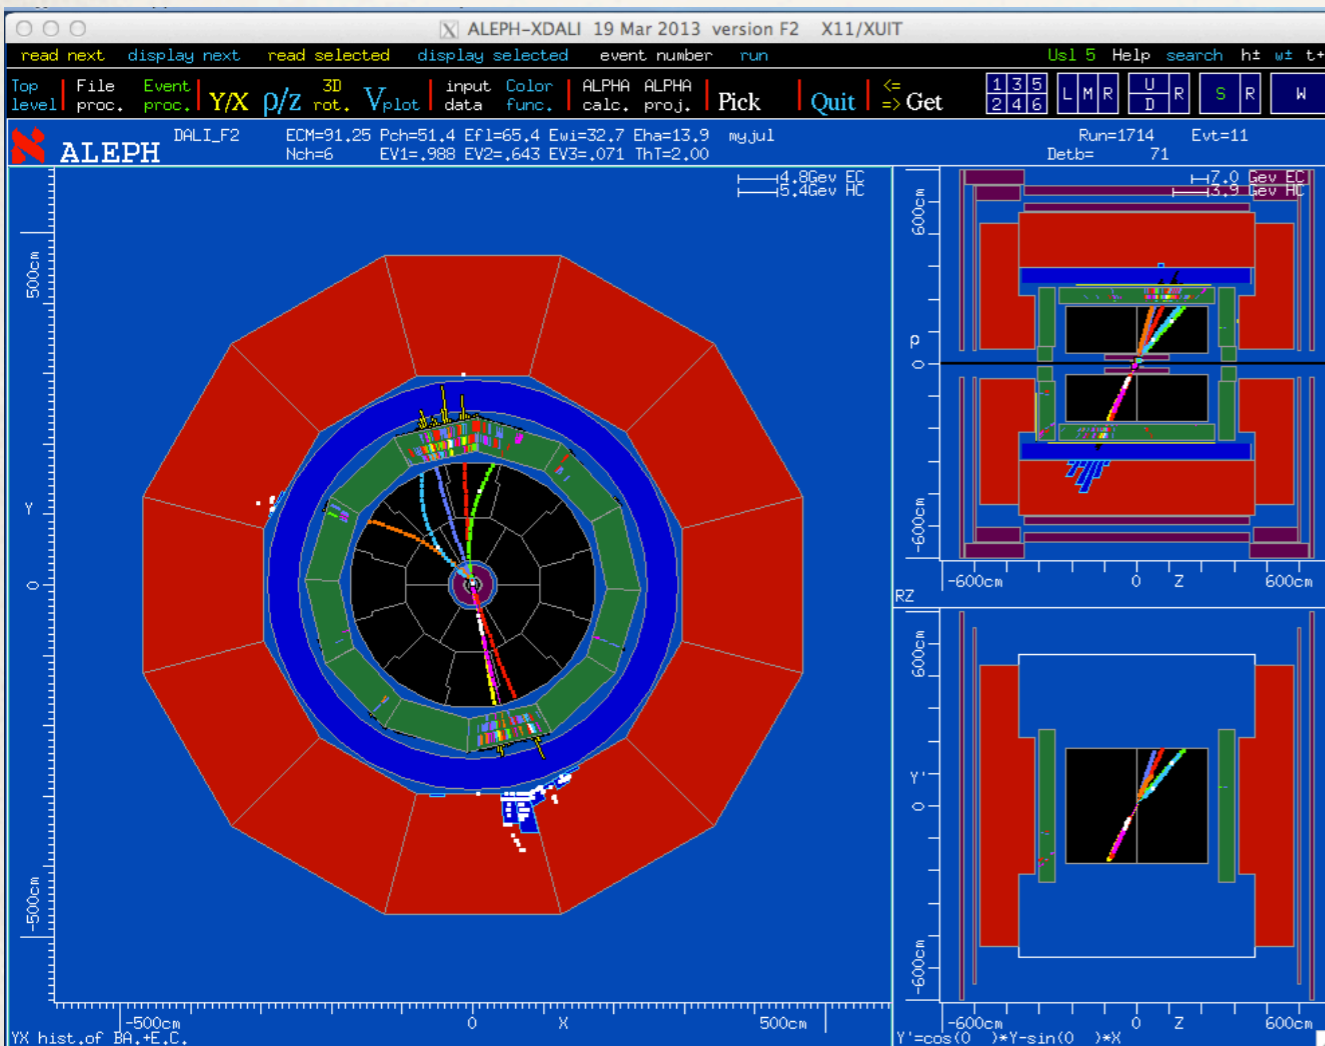 ALEPH-XDALI 19 Mar 2013 version F2 X11/XUIT
read next display next read selected display selected event number run Usl 5 Help search h± w± t+
Top level File proc. Event proc. Y/X ρ/z 3D rot. Vplot input data Color func. ALPHA calc. ALPHA proj. Pick Quit <= => Get 1 3 5 2 4 6 L M R U D R S R W
ALEPH DALI_F2 ECM=91.25 Pch=51.4 Efl=65.4 Ewi=32.7 Eha=13.9 myjul Run=1714 Evt=11
Nch=6 EV1=.988 EV2=.643 EV3=.071 ThT=2.00 Detb= 71
4.8Gev EC
5.4Gev HC
500cm
Y
0
-500cm
-500cm 0 X 500cm
YX hist.of BA.+E.C.
7.0 Gev EC
3.9 Gev HC
600cm
ρ
0
-600cm
-600cm 0 Z 600cm
RZ
600cm
Y'
0
-600cm
-600cm 0 Z 600cm
Y'=cos(0 )*Y-sin(0 )*X